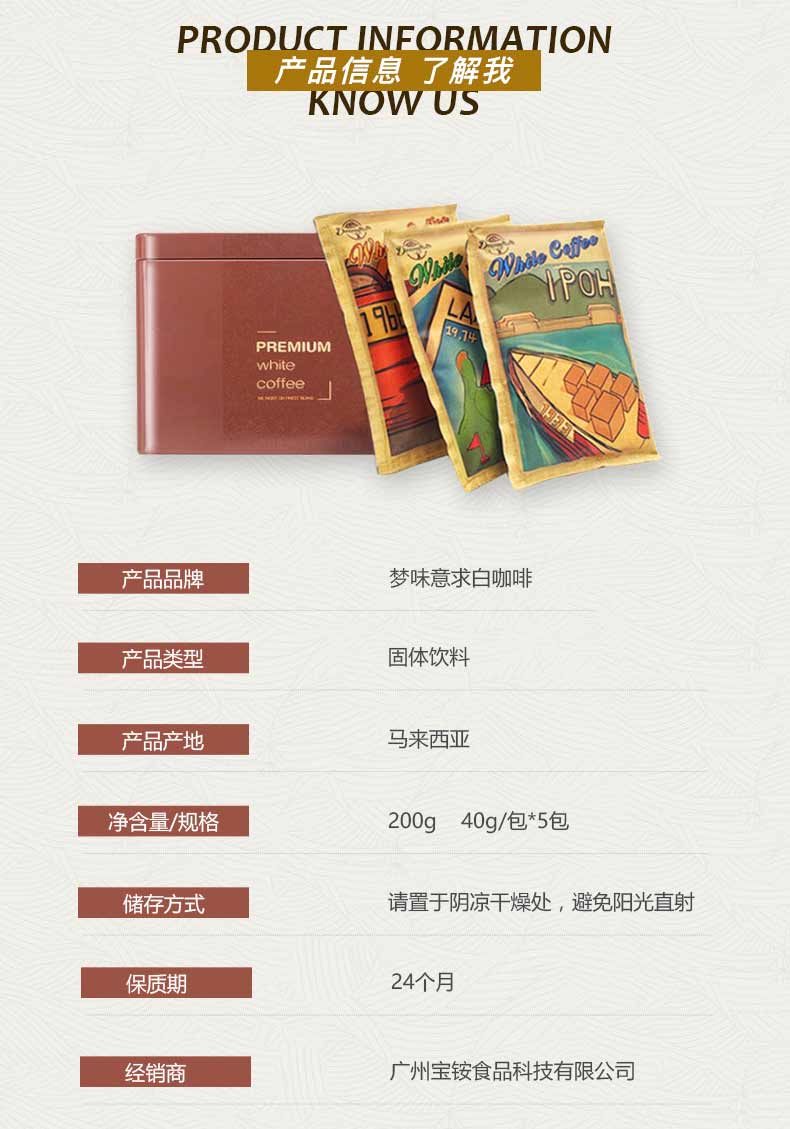 PRODUCT INFORMATION
产品信息 了解我
KNOW US
PREMIUM
white
coffee
White Coffee
IPOH
White
19,74
产品品牌 梦味意求白咖啡
产品类型 固体饮料
产品产地 马来西亚
净含量/规格 200g 40g/包*5包
储存方式 请置于阴凉干燥处，避免阳光直射
保质期 24个月
经销商 广州宝铵食品科技有限公司